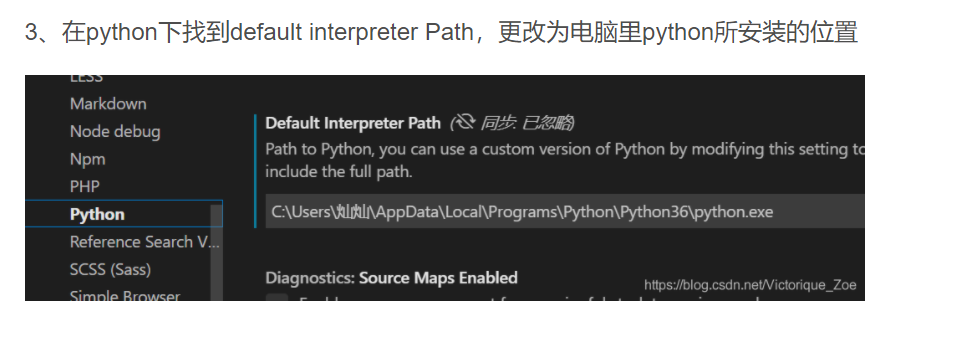 3、在python下找到default interpreter Path，更改为电脑里python所安装的位置
LESS
Markdown
Node debug
Npm
PHP
Python
Reference Search V...
SCSS (Sass)
Simple Browser
Default Interpreter Path (同步: 已忽略)
Path to Python, you can use a custom version of Python by modifying this setting to
include the full path.
C:\Users\灿灿\AppData\Local\Programs\Python\Python36\python.exe
Diagnostics: Source Maps Enabled
https://blog.csdn.net/Victorique_Zoe